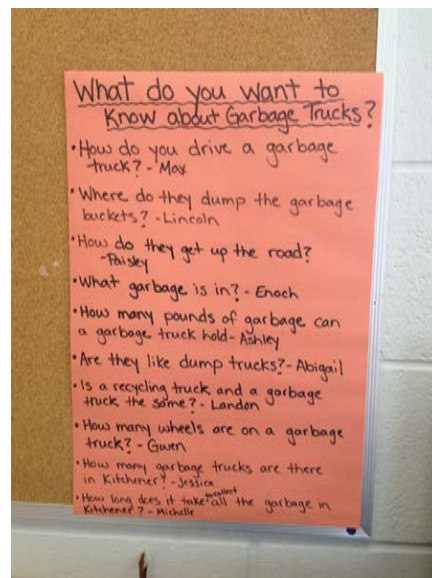 What do you want to
Know about Garbage Trucks?
• How do you drive a garbage
truck? - Max
• Where do they dump the garbage
buckets? - Lincoln
• How do they get up the road?
- Paisley
• What garbage is in? - Enoch
• How many pounds of garbage can
a garbage truck hold - Ashley
• Are they like dump trucks? - Abigail
• Is a recycling truck and a garbage
truck the same? - Landon
• How many wheels are on a garbage
truck? - Gwen
• How many garbage trucks are there
in Kitchener? - Jessica
• How long does it take to collect all the garbage in
Kitchener? - Michelle